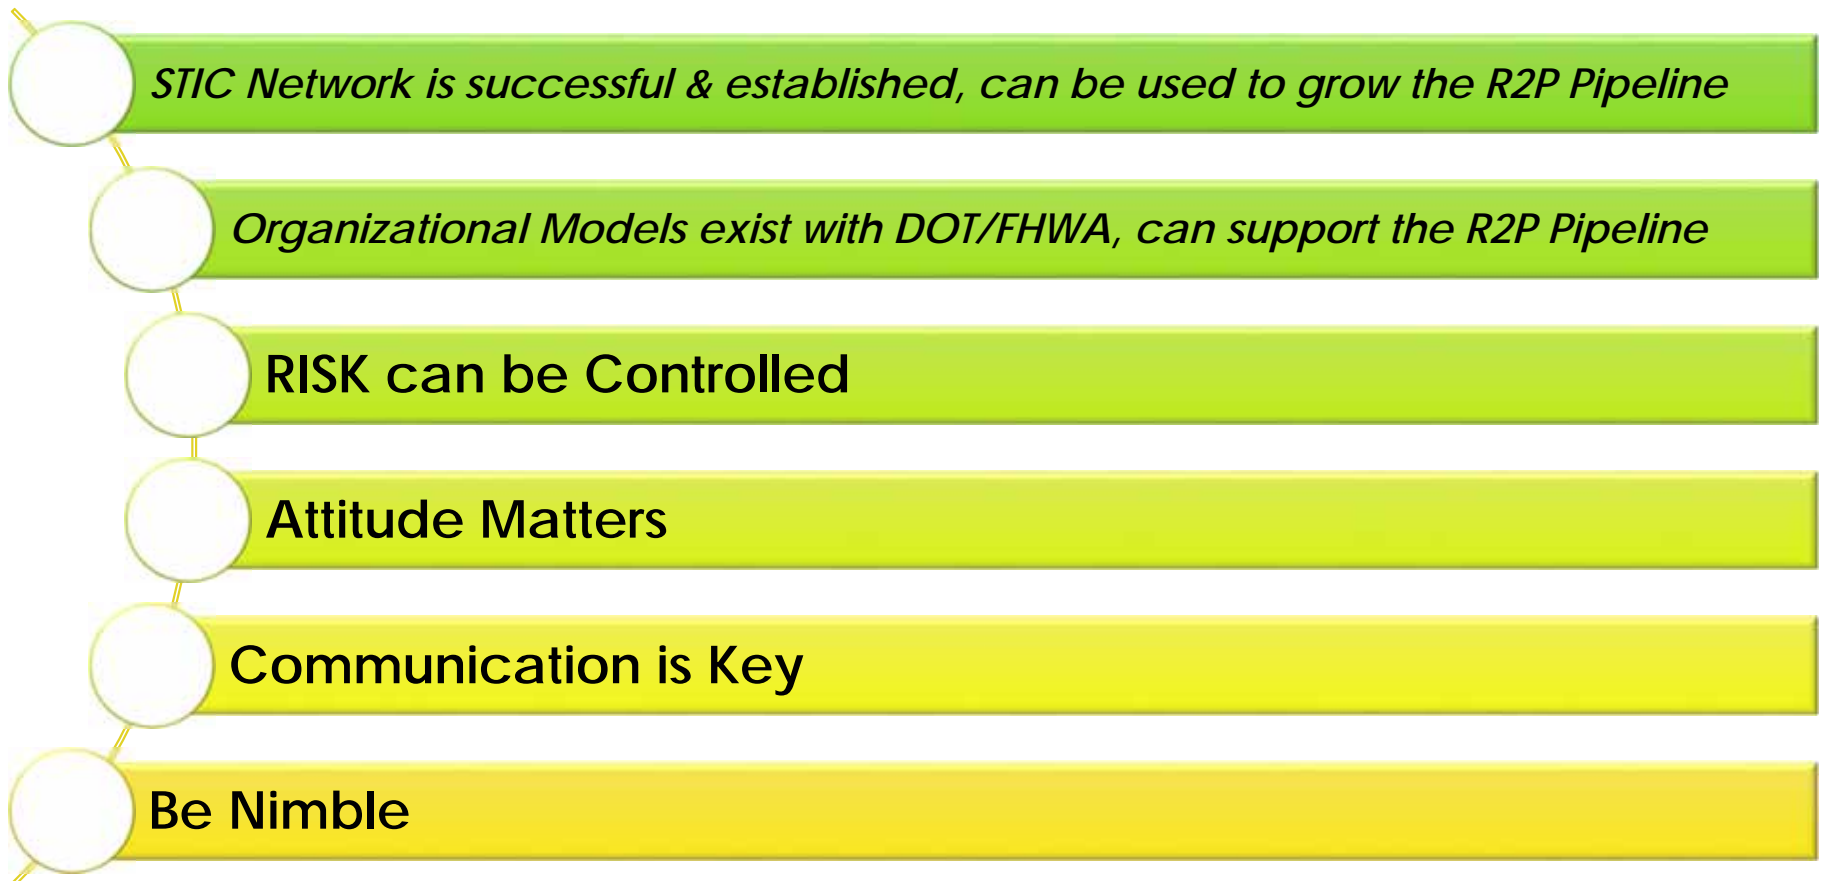 STIC Network is successful & established, can be used to grow the R2P Pipeline
Organizational Models exist with DOT/FHWA, can support the R2P Pipeline
RISK can be Controlled
Attitude Matters
Communication is Key
Be Nimble